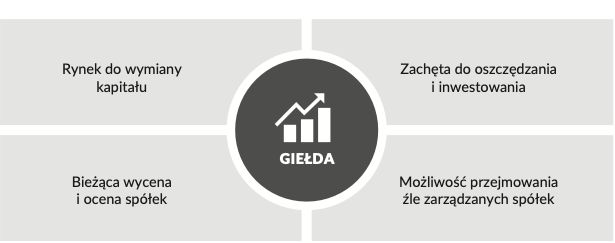 Rynek do wymiany
kapitału
Zachęta do oszczędzania
i inwestowania
GIEŁDA
Bieżąca wycena
i ocena spółek
Możliwość przejmowania
źle zarządzanych spółek